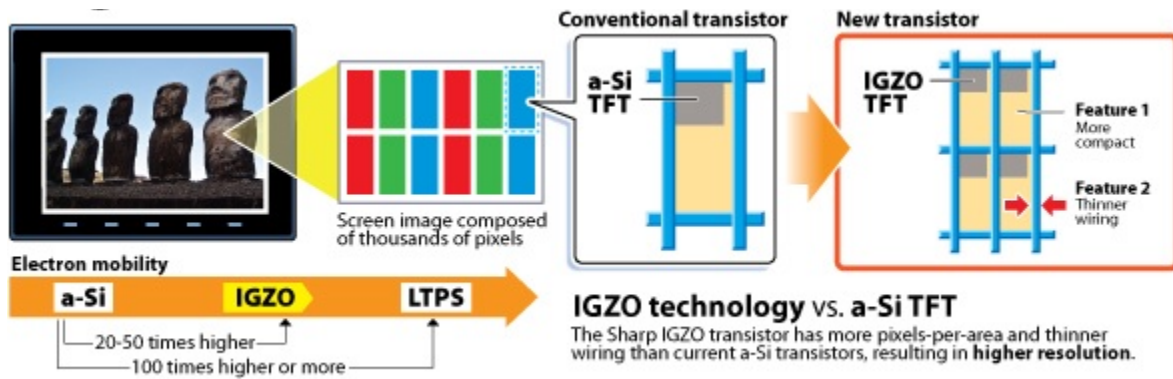 Conventional transistor
New transistor
a-Si
TFT
IGZO
TFT
Feature 1
More
compact
Feature 2
Thinner
wiring
Screen image composed
of thousands of pixels
Electron mobility
a-Si
IGZO
LTPS
20-50 times higher
100 times higher or more
IGZO technology vs. a-Si TFT
The Sharp IGZO transistor has more pixels-per-area and thinner
wiring than current a-Si transistors, resulting in higher resolution.